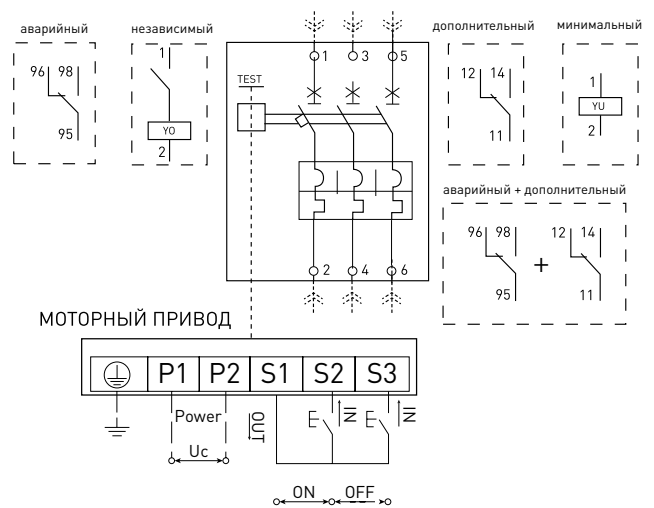 аварийный
независимый
дополнительный
минимальный
96 98
95
1
YO
2
TEST
1 3 5
2 4 6
12 14
11
1
YU
2
аварийный + дополнительный
96 98
95
+
12 14
11
МОТОРНЫЙ ПРИВОД
P1 P2 S1 S2 S3
Power
OUT
IN
IN
Uc
ON OFF